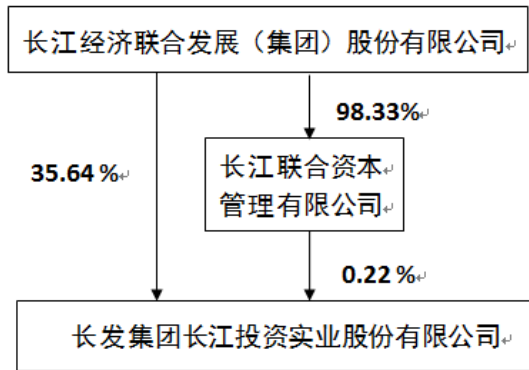 长江经济联合发展（集团）股份有限公司
98.33%
35.64 %
长江联合资本
管理有限公司
0.22 %
长发集团长江投资实业股份有限公司